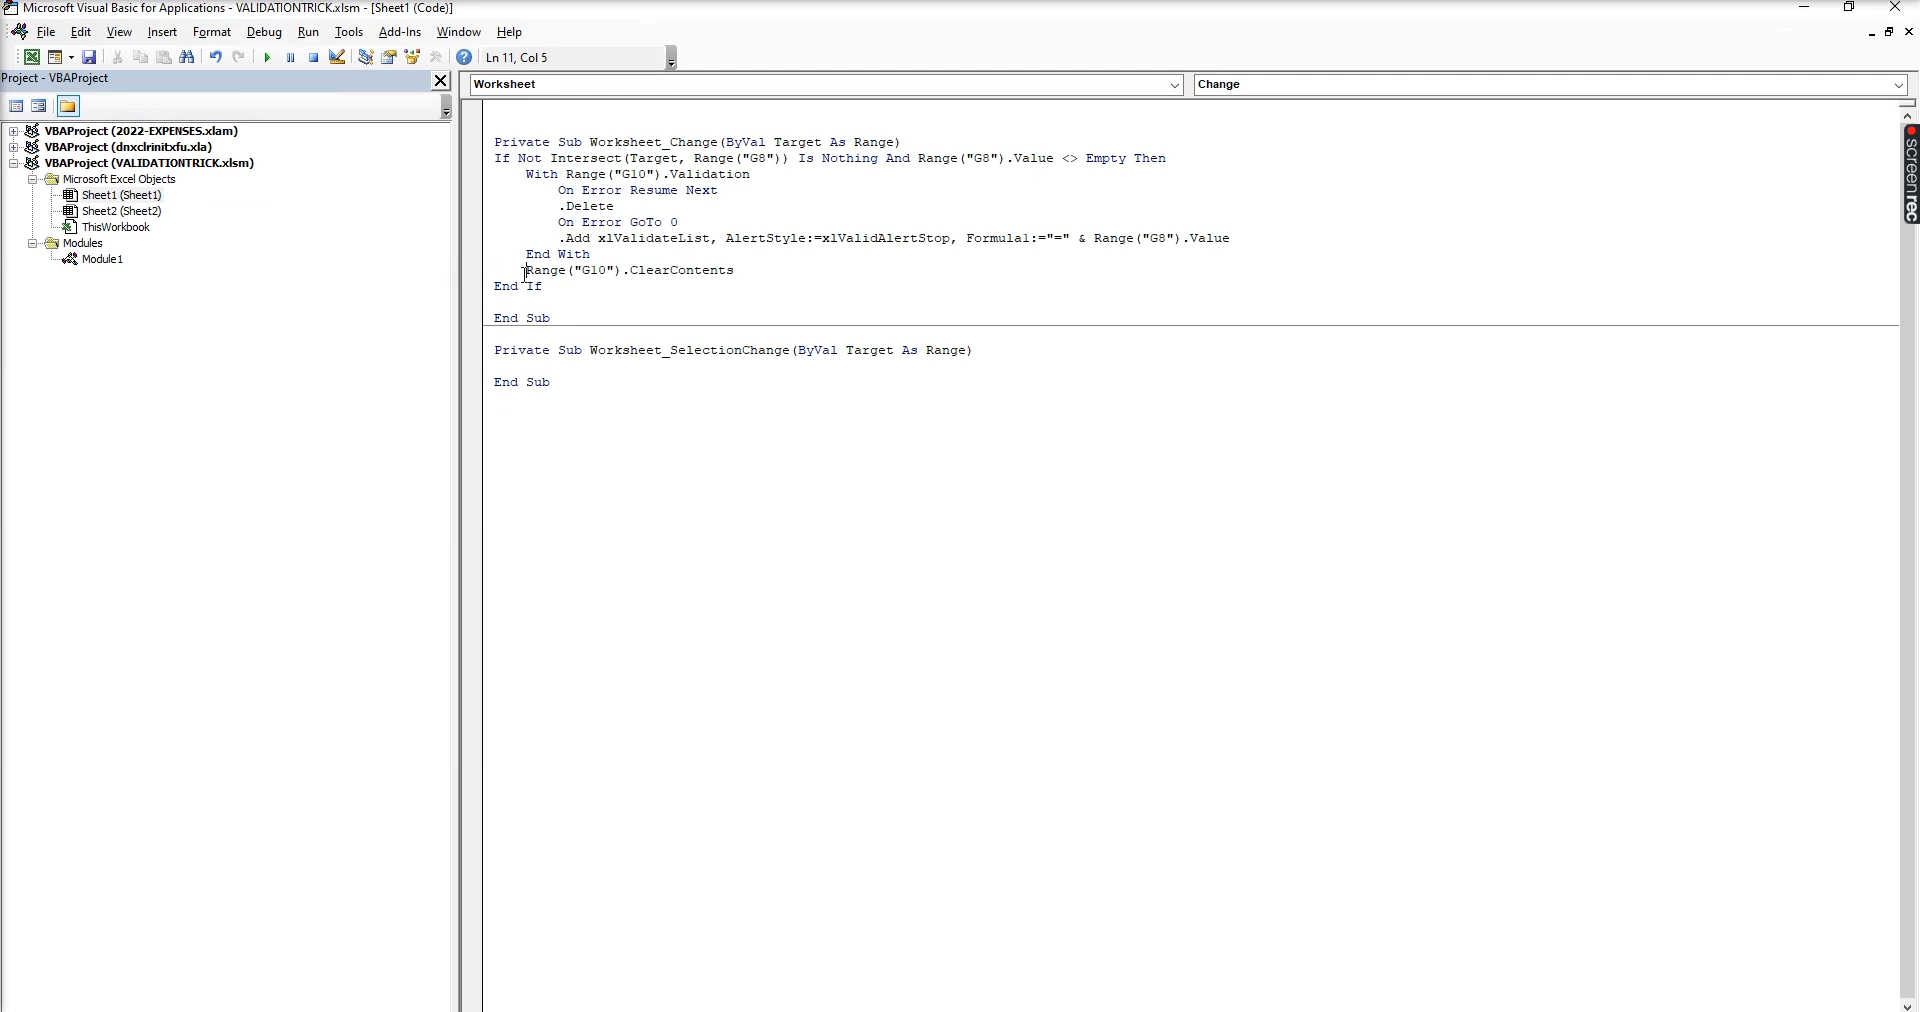 Microsoft Visual Basic for Applications - VALIDATIONTRICK.xlsm - [Sheet1 (Code)]
File Edit View Insert Format Debug Run Tools Add-Ins Window Help
Ln 11, Col 5
Project - VBAProject
Worksheet
Change
VBAProject (2022-EXPENSES.xlam)
VBAProject (dnxclrinitxfu.xla)
VBAProject (VALIDATIONTRICK.xlsm)
Microsoft Excel Objects
Sheet1 (Sheet1)
Sheet2 (Sheet2)
ThisWorkbook
Modules
Module1
Private Sub Worksheet_Change(ByVal Target As Range)
If Not Intersect(Target, Range("G8")) Is Nothing And Range("G8").Value <> Empty Then
With Range("G10").Validation
On Error Resume Next
.Delete
On Error GoTo 0
.Add xlValidateList, AlertStyle:=xlValidAlertStop, Formula1:="=" & Range("G8").Value
End With
Range("G10").ClearContents
End If
End Sub
Private Sub Worksheet_SelectionChange(ByVal Target As Range)
End Sub
screenrec